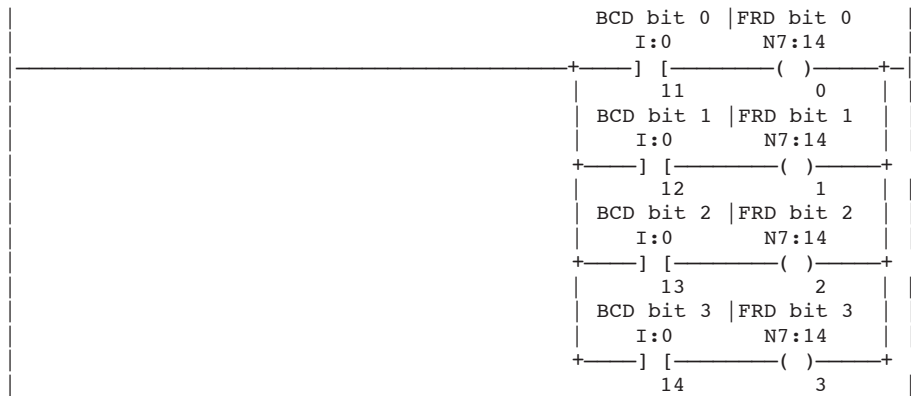 BCD bit 0 |FRD bit 0
I:0 N7:14
] [ ( )
11 0
BCD bit 1 |FRD bit 1
I:0 N7:14
] [ ( )
12 1
BCD bit 2 |FRD bit 2
I:0 N7:14
] [ ( )
13 2
BCD bit 3 |FRD bit 3
I:0 N7:14
] [ ( )
14 3